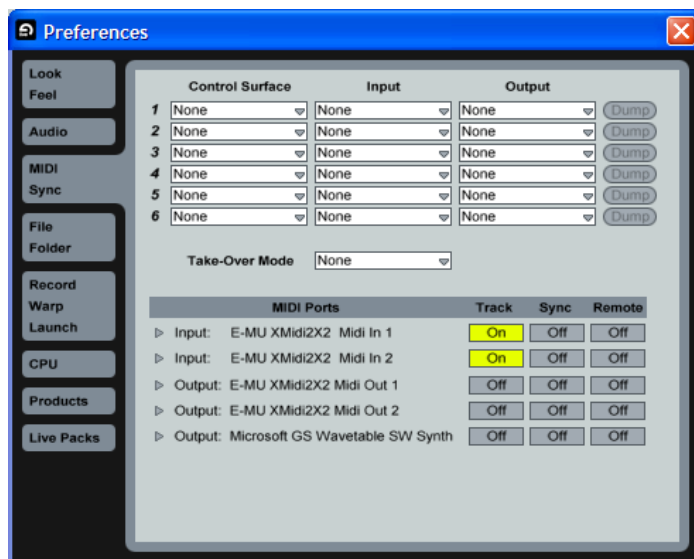 Preferences
Look
Feel
Audio
MIDI
Sync
File
Folder
Record
Warp
Launch
CPU
Products
Live Packs
Control Surface Input Output
1 None None None Dump
2 None None None Dump
3 None None None Dump
4 None None None Dump
5 None None None Dump
6 None None None Dump
Take-Over Mode None
MIDI Ports Track Sync Remote
Input: E-MU XMidi2X2 Midi In 1 On Off Off
Input: E-MU XMidi2X2 Midi In 2 On Off Off
Output: E-MU XMidi2X2 Midi Out 1 Off Off Off
Output: E-MU XMidi2X2 Midi Out 2 Off Off Off
Output: Microsoft GS Wavetable SW Synth Off Off Off